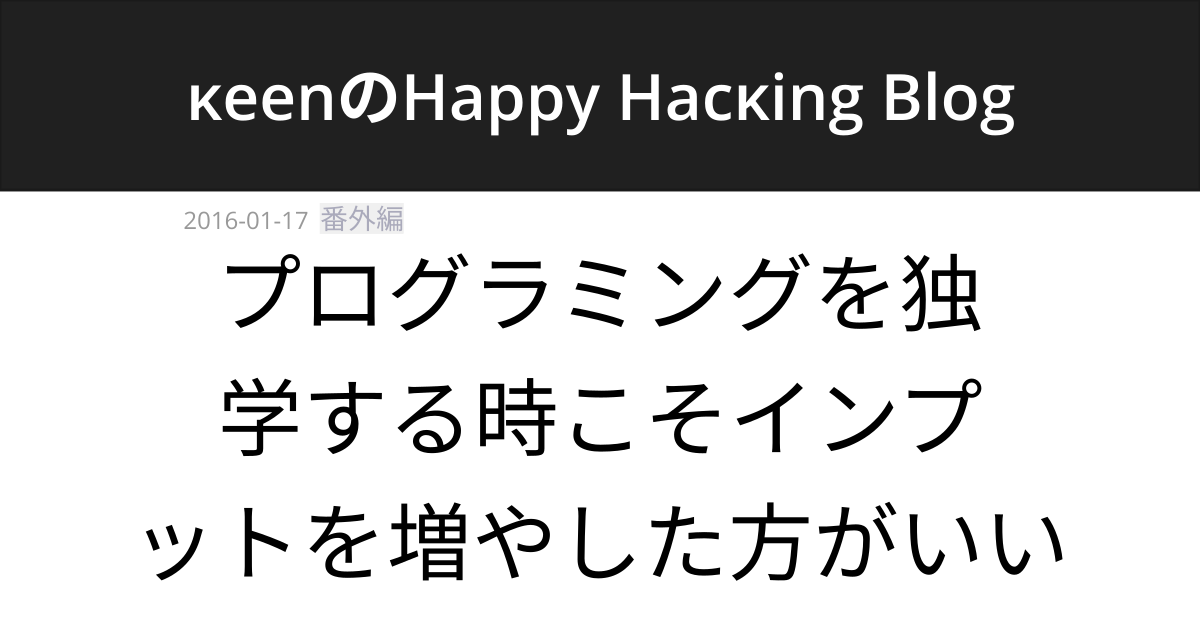 κeenのHappy Hacκing Blog
2016-01-17 番外編
プログラミングを独
学する時こそインプ
ットを増やした方がいい